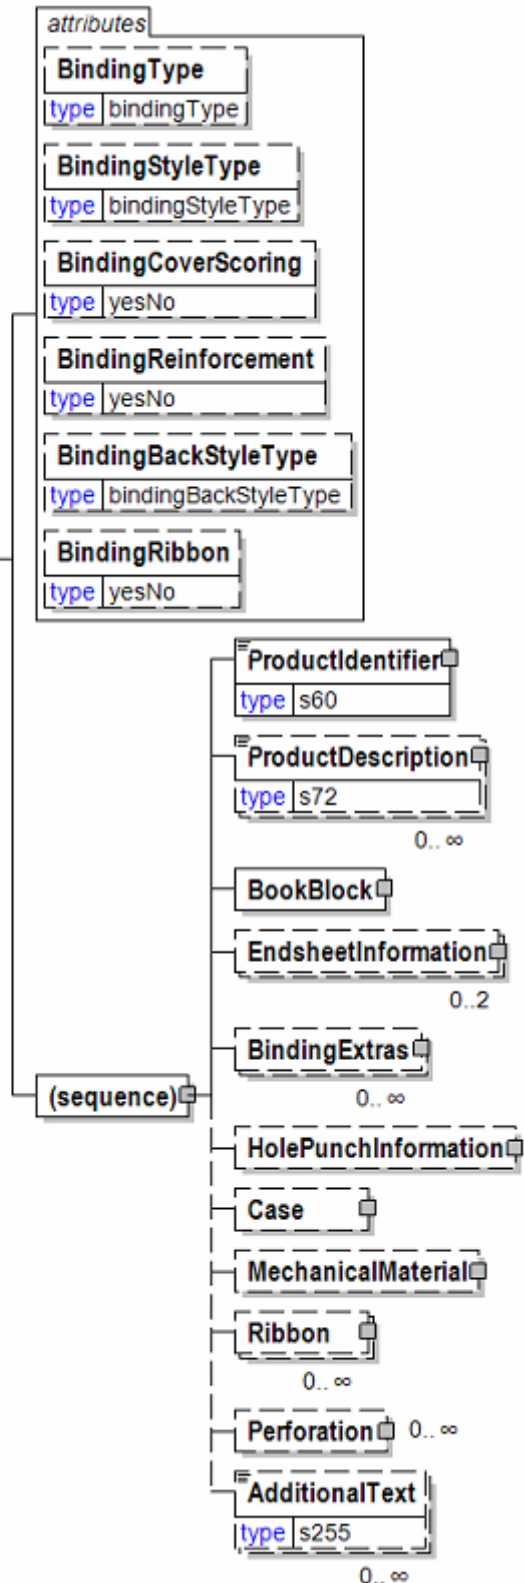 attributes
BindingType
type bindingType
BindingStyleType
type bindingStyleType
BindingCoverScoring
type yesNo
BindingReinforcement
type yesNo
BindingBackStyleType
type bindingBackStyleType
BindingRibbon
type yesNo
ProductIdentifier
type s60
ProductDescription
type s72
0.. ∞
BookBlock
EndsheetInformation
0..2
BindingExtras
0.. ∞
(sequence)
HolePunchInformation
Case
MechanicalMaterial
Ribbon
0.. ∞
Perforation 0.. ∞
AdditionalText
type s255
0.. ∞